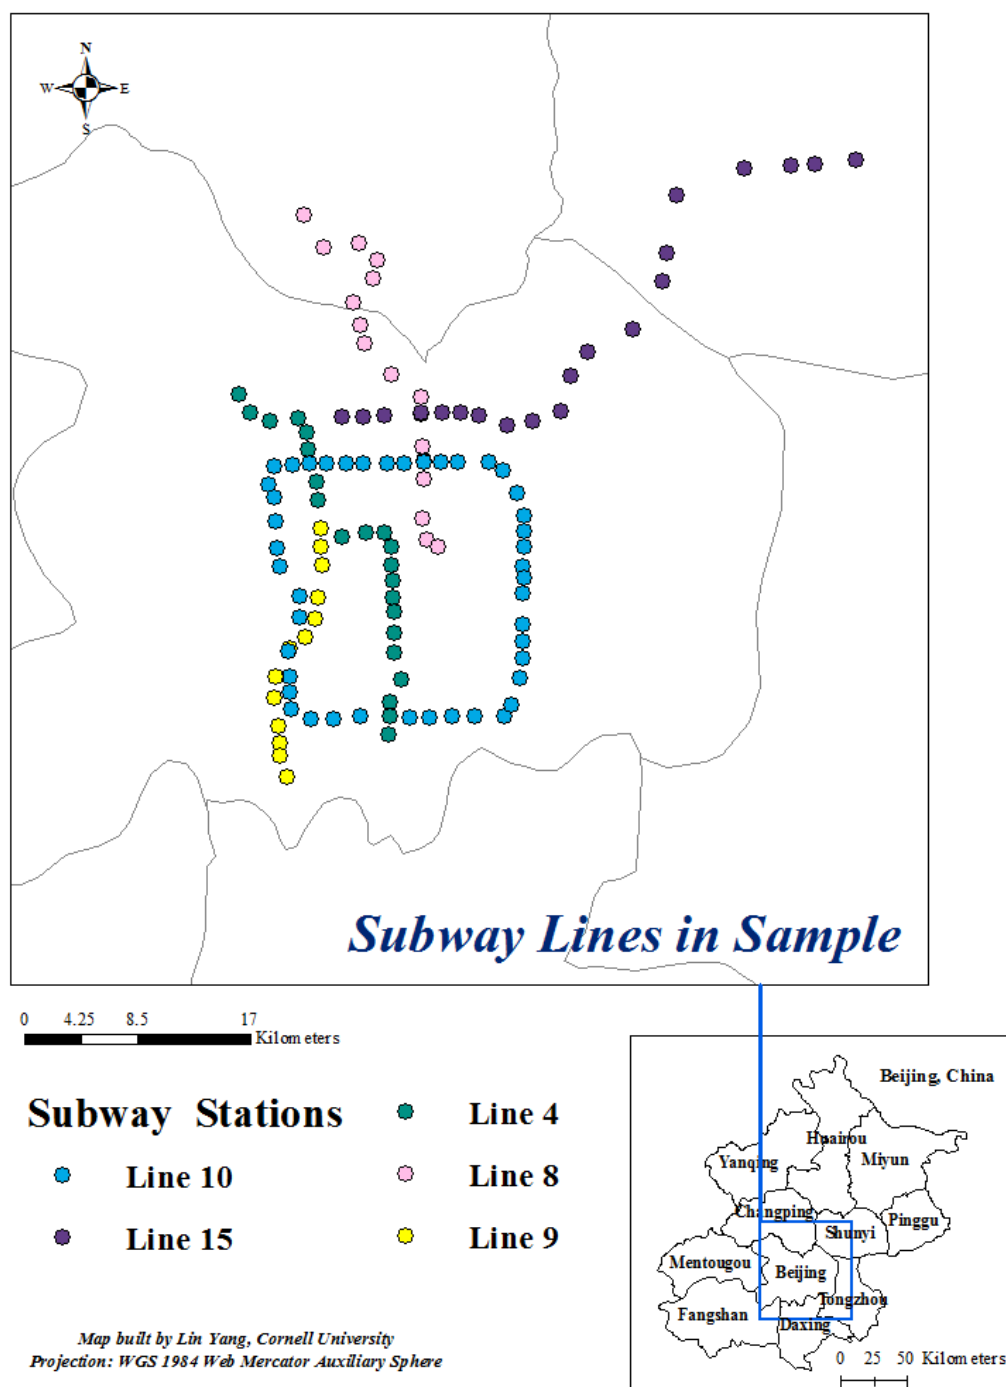 N
W E
S
Subway Lines in Sample
0 4.25 8.5 17
Kilometers
Subway Stations
Line 4
Line 10
Line 8
Line 15
Line 9
Map built by Lin Yang, Cornell University
Projection: WGS 1984 Web Mercator Auxiliary Sphere
Beijing, China
Huairou
Yanqing
Miyun
Changping
Pinggu
Shunyi
Mentougou
Beijing
Tongzhou
Fangshan
Daxing
0 25 50 Kilometers